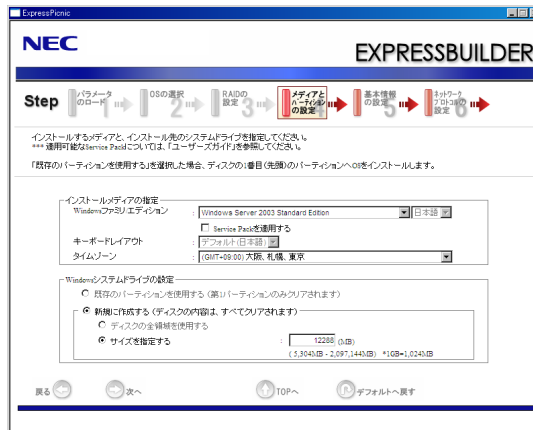 ExpressPicnic
NEC
EXPRESSBUILDER
Step
パラメータ
のロード
1
OSの選択
2
RAIDの
設定
3
メディアと
パーティション
の設定
4
基本情報
の設定
5
ネットワーク
プロトコルの
設定
6
インストールするメディアと、インストール先のシステムドライブを指定してください。
*** 適用可能なService Packについては、「ユーザーズガイド」を参照してください。
「既存のパーティションを使用する」を選択した場合、ディスクの1番目(先頭)のパーティションへOSをインストールします。
インストールメディアの指定
Windowsファミリ/エディション : Windows Server 2003 Standard Edition 日本語
Service Packを適用する
キーボードレイアウト : デフォルト(日本語)
タイムゾーン : (GMT+09:00) 大阪、札幌、東京
Windowsシステムドライブの設定
既存のパーティションを使用する (第1パーティションのみクリアされます)
新規に作成する (ディスクの内容は、すべてクリアされます)
ディスクの全領域を使用する
サイズを指定する : 12288 (MB)
( 5,304MB - 2,097,144MB) *1GB=1,024MB
戻る 次へ TOPへ デフォルトへ戻す